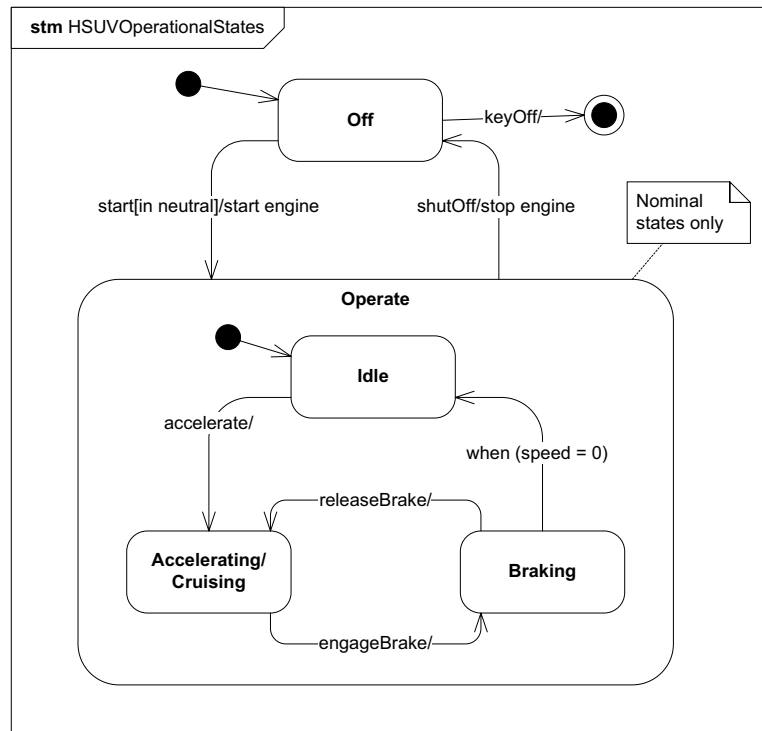 stm HSUVOperationalStates
Off
keyOff/
start[in neutral]/start engine
shutOff/stop engine
Nominal
states only
Operate
Idle
accelerate/
when (speed = 0)
releaseBrake/
Accelerating/
Cruising
Braking
engageBrake/